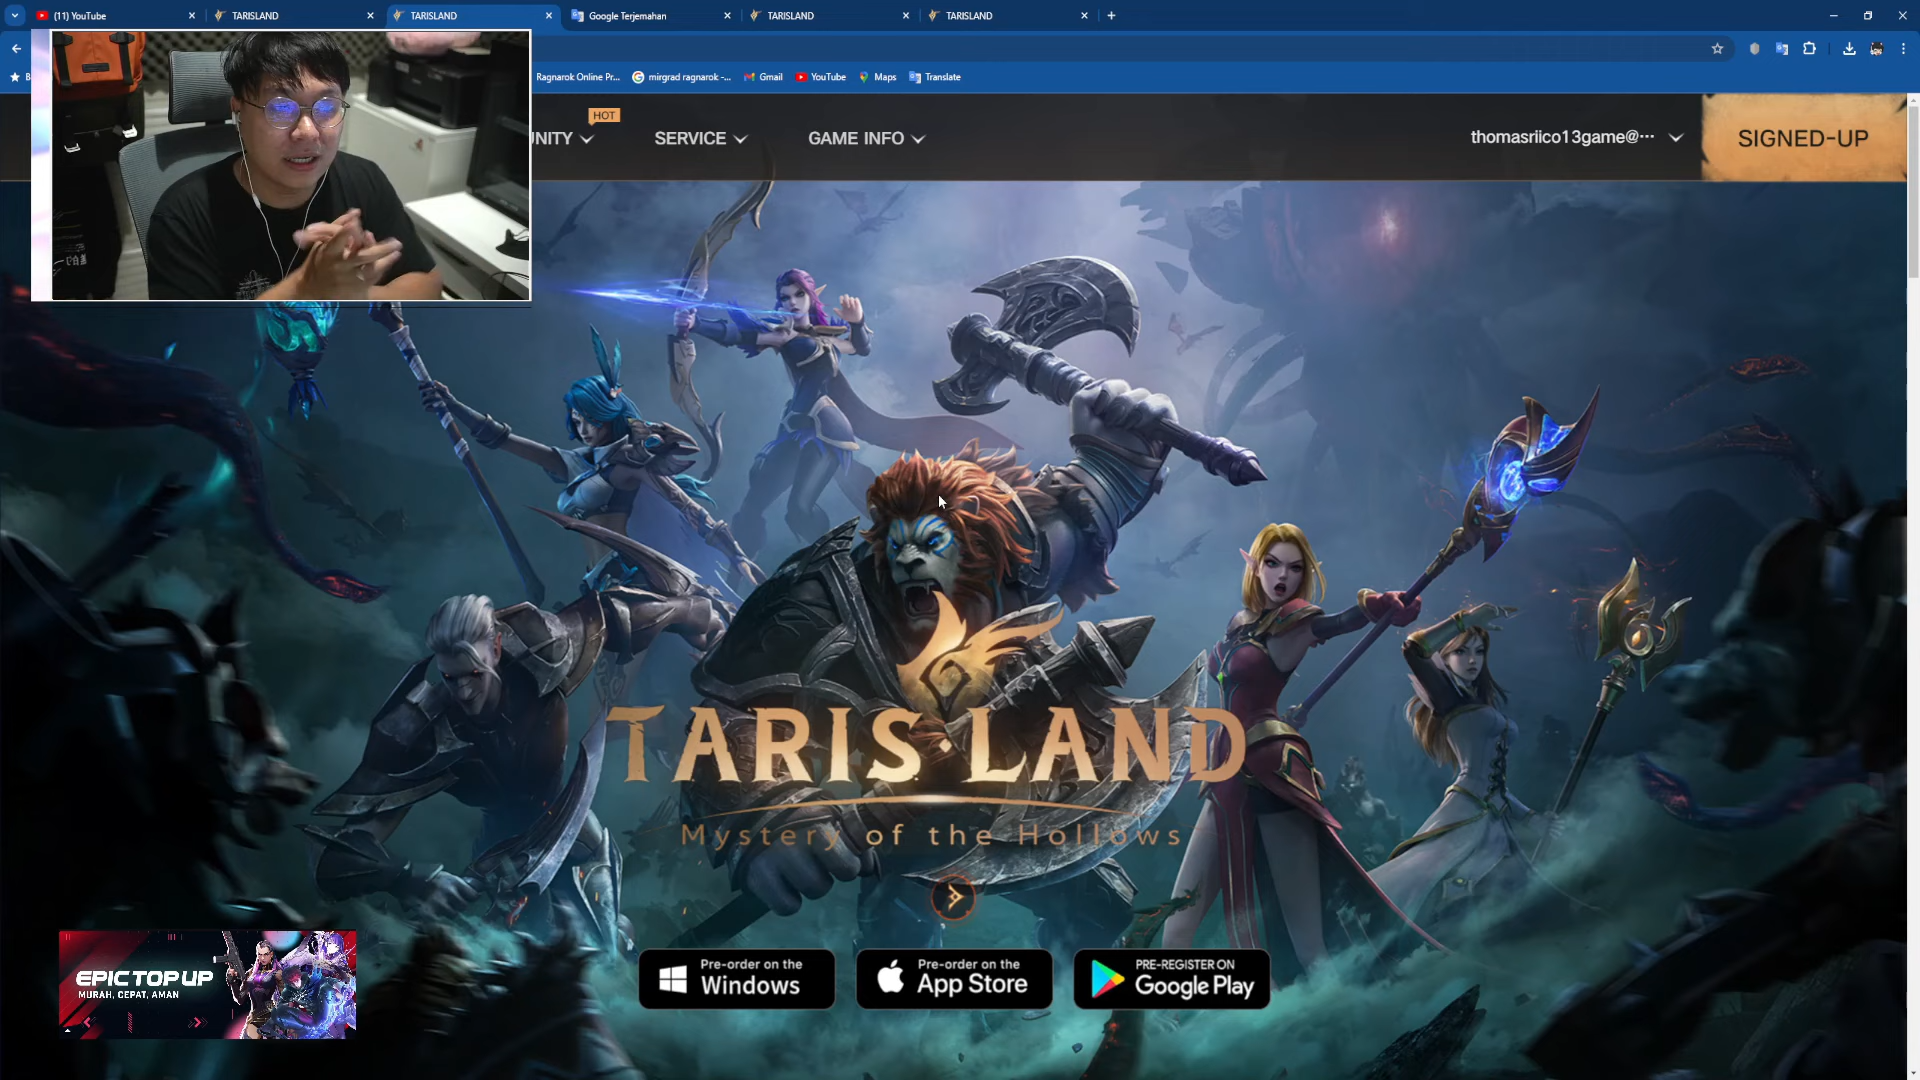 (11) YouTube
TARISLAND
TARISLAND
Google Terjemahan
TARISLAND
TARISLAND
Ragnarok Online Pr...
mirgrad ragnarok -...
Gmail
YouTube
Maps
Translate
UNITY
HOT
SERVICE
GAME INFO
thomasriico13game@···
SIGNED-UP
TARIS·LAND
Mystery of the Hollows
EPICTOPUP
MURAH, CEPAT, AMAN
Pre-order on the
Windows
Pre-order on the
App Store
PRE-REGISTER ON
Google Play